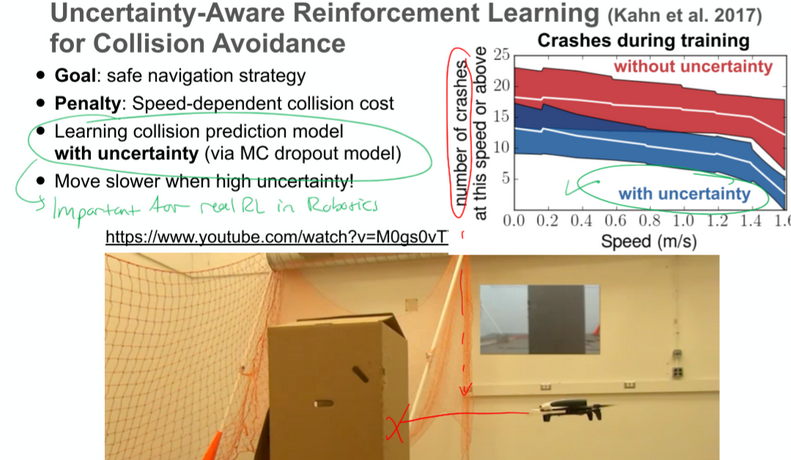 Uncertainty-Aware Reinforcement Learning (Kahn et al. 2017)
for Collision Avoidance
● Goal: safe navigation strategy
● Penalty: Speed-dependent collision cost
● Learning collision prediction model
with uncertainty (via MC dropout model)
● Move slower when high uncertainty!
Important for real RL in Robotics
https://www.youtube.com/watch?v=M0gs0vT
Crashes during training
number of crashes
at this speed or above
25
20
15
10
5
without uncertainty
with uncertainty
0.0 0.2 0.4 0.6 0.8 1.0 1.2 1.4 1.6
Speed (m/s)